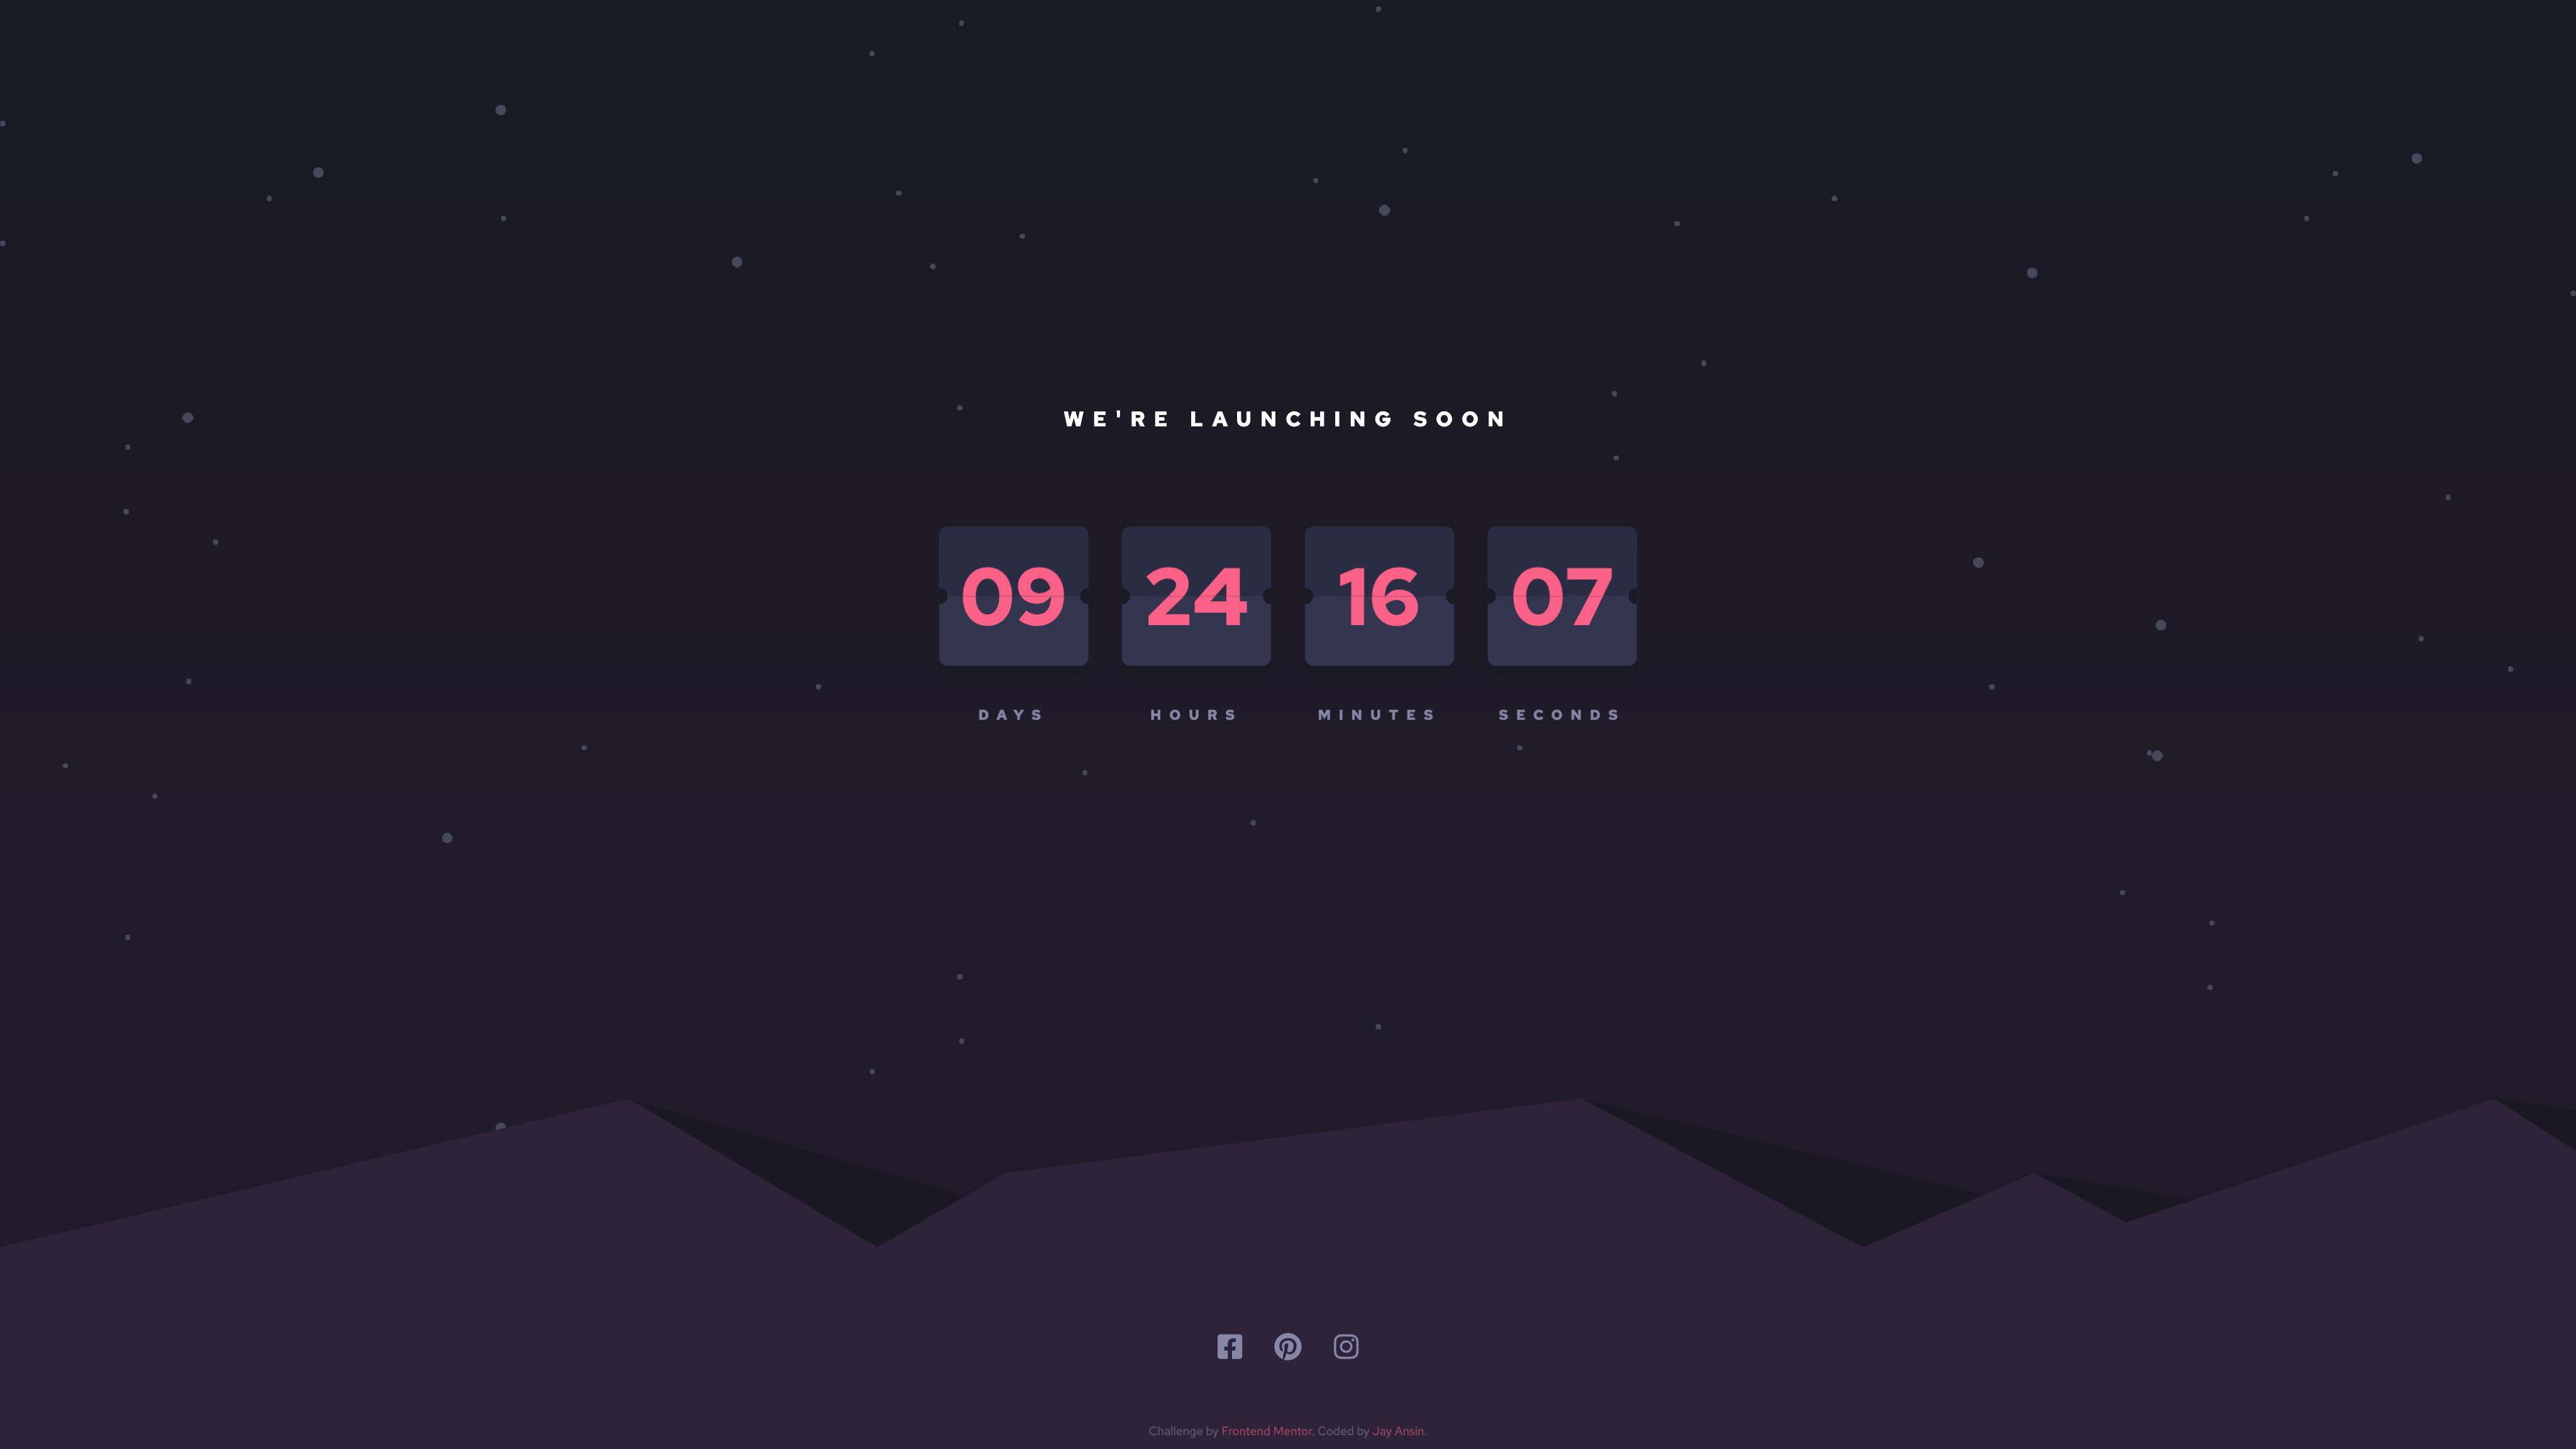 WE'RE LAUNCHING SOON
09 24 16 07
DAYS HOURS MINUTES SECONDS
Challenge by Frontend Mentor. Coded by Jay Ansin.